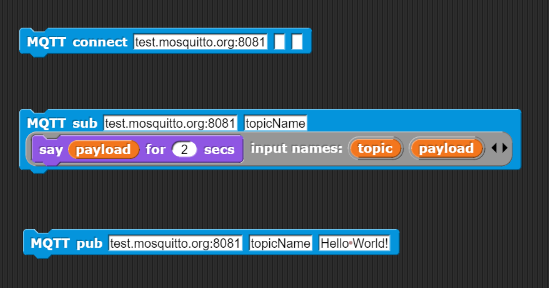 MQTT connect test.mosquitto.org:8081
MQTT sub test.mosquitto.org:8081 topicName
say payload for 2 secs input names: topic payload
MQTT pub test.mosquitto.org:8081 topicName Hello World!